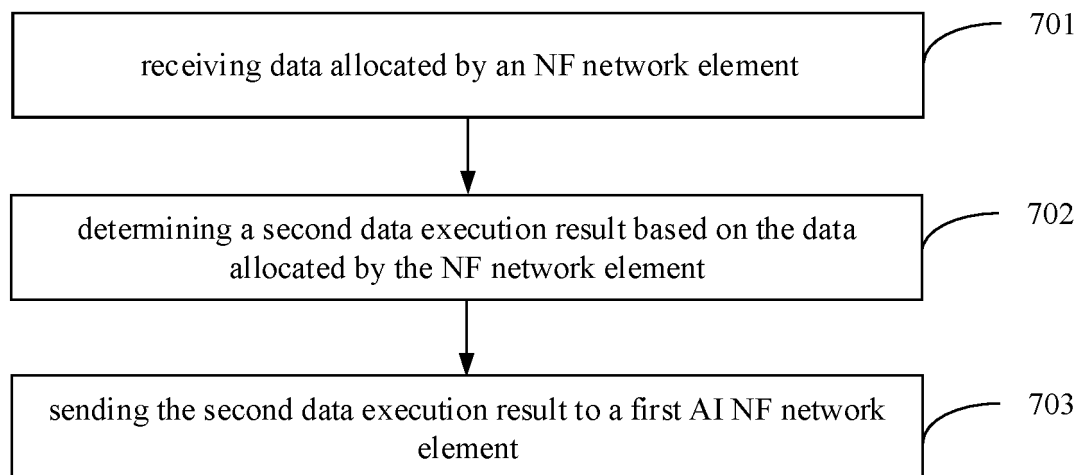 701
receiving data allocated by an NF network element
702
determining a second data execution result based on the data
allocated by the NF network element
703
sending the second data execution result to a first AI NF network
element